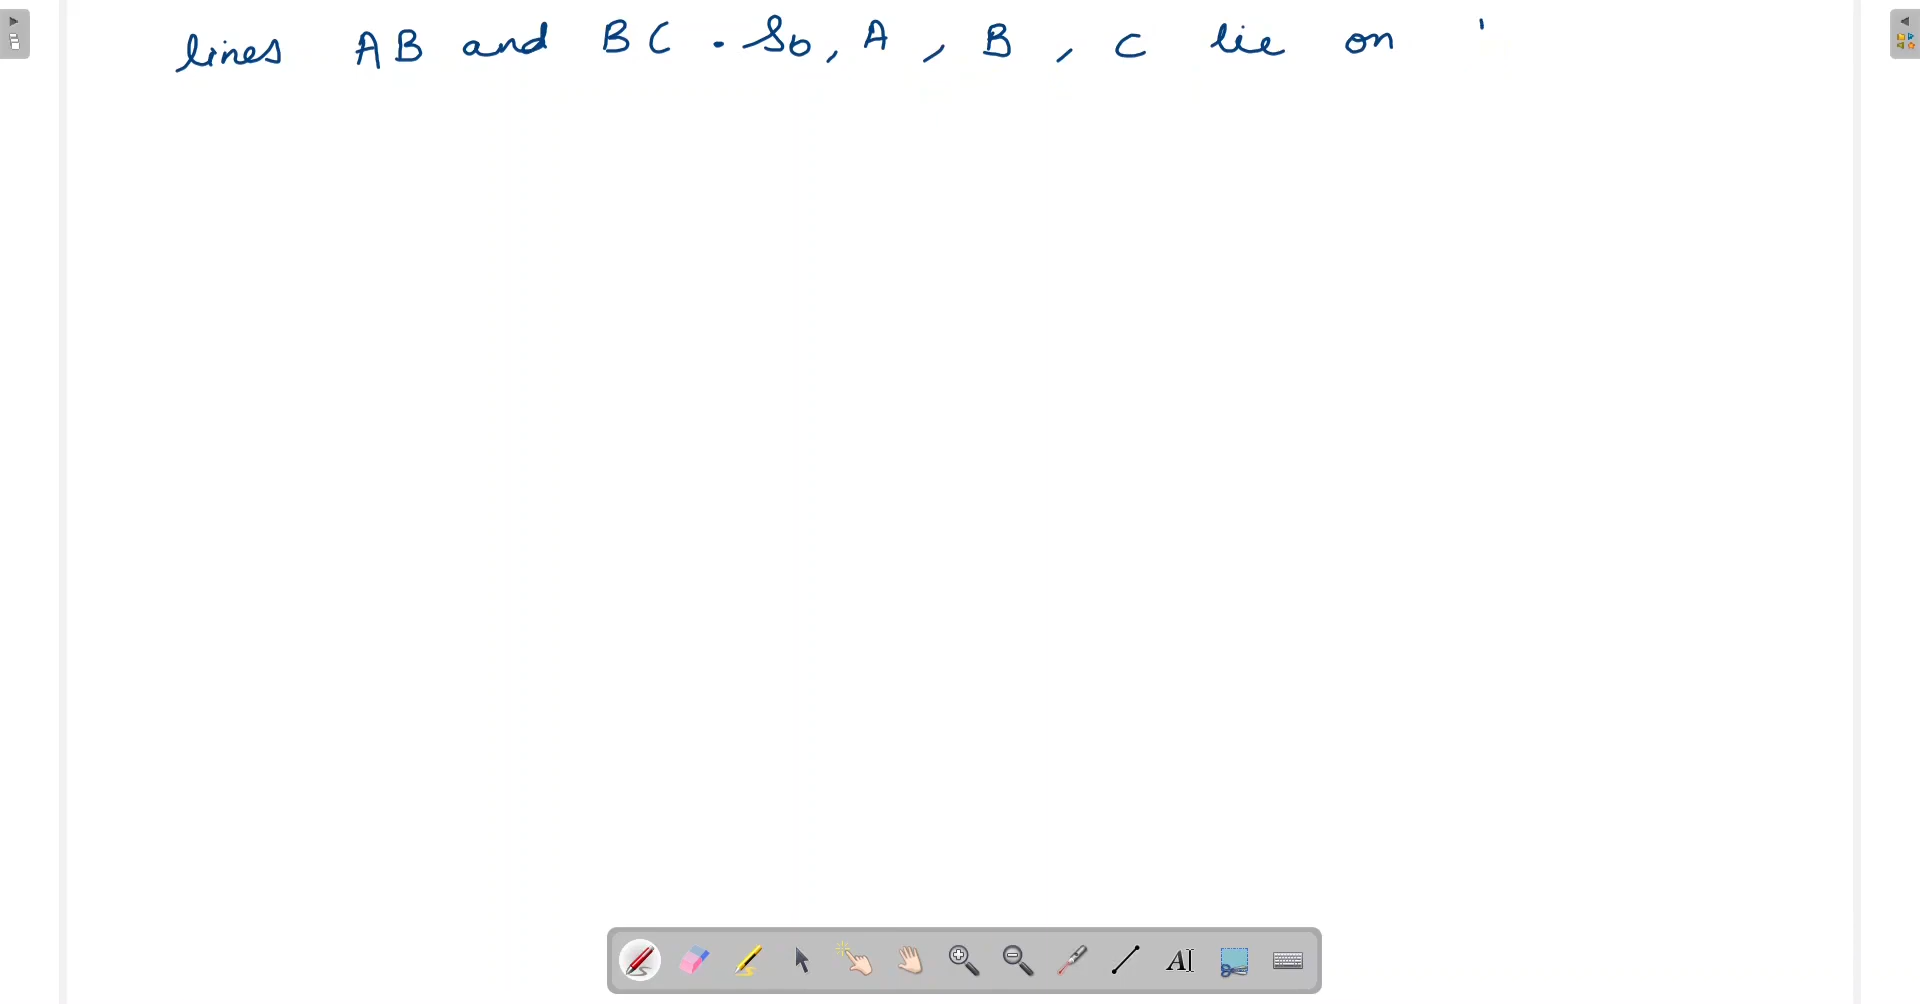 lines AB and BC. So, A, B, C lie on '